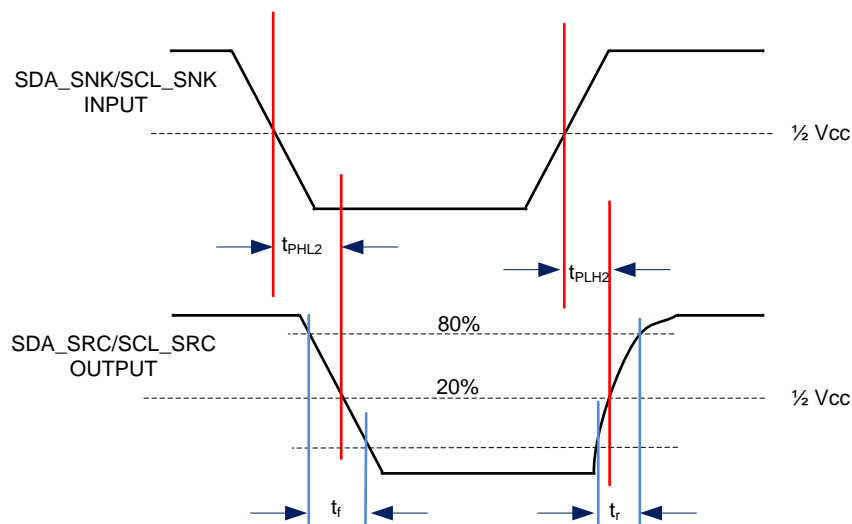 SDA_SNK/SCL_SNK
INPUT
½ Vcc
tPHL2
tPLH2
SDA_SRC/SCL_SRC
OUTPUT
80%
20%
½ Vcc
tf
tr